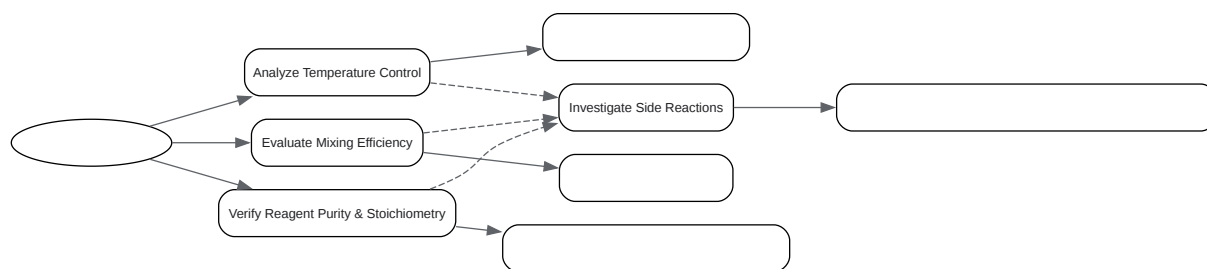 Analyze Temperature Control
Investigate Side Reactions
Evaluate Mixing Efficiency
Verify Reagent Purity & Stoichiometry